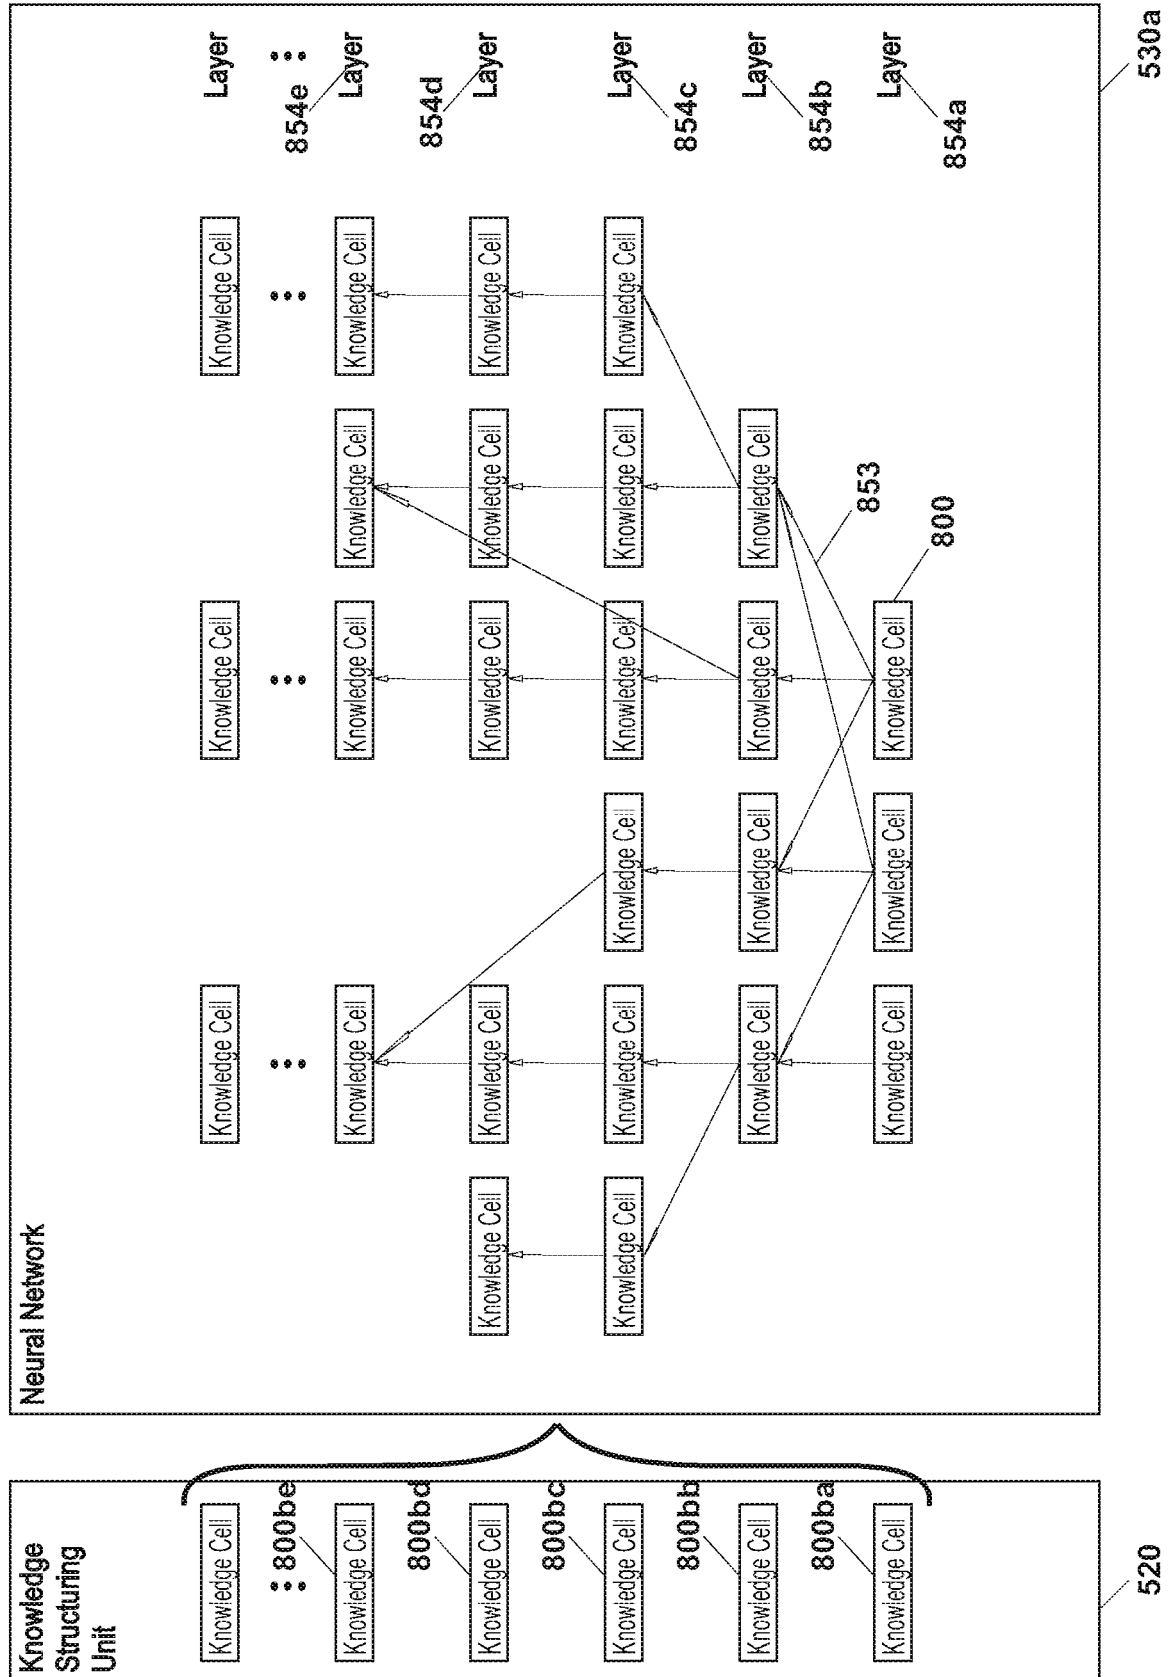 Knowledge
Structuring
Unit
Neural Network
Knowledge Cell Knowledge Cell Knowledge Cell Knowledge Cell Layer
... 800be ... ... ... 854e ...
Knowledge Cell Knowledge Cell Knowledge Cell Knowledge Cell Knowledge Cell Layer
800bd 854d
Knowledge Cell Knowledge Cell Knowledge Cell Knowledge Cell Knowledge Cell Knowledge Cell Layer
800bc
Knowledge Cell Knowledge Cell Knowledge Cell Knowledge Cell Knowledge Cell Knowledge Cell Knowledge Cell Layer
800bb 854c
Knowledge Cell Knowledge Cell Knowledge Cell Knowledge Cell Knowledge Cell Layer
800ba 854b
853
Knowledge Cell Knowledge Cell Knowledge Cell Knowledge Cell Layer
800 854a
520 530a